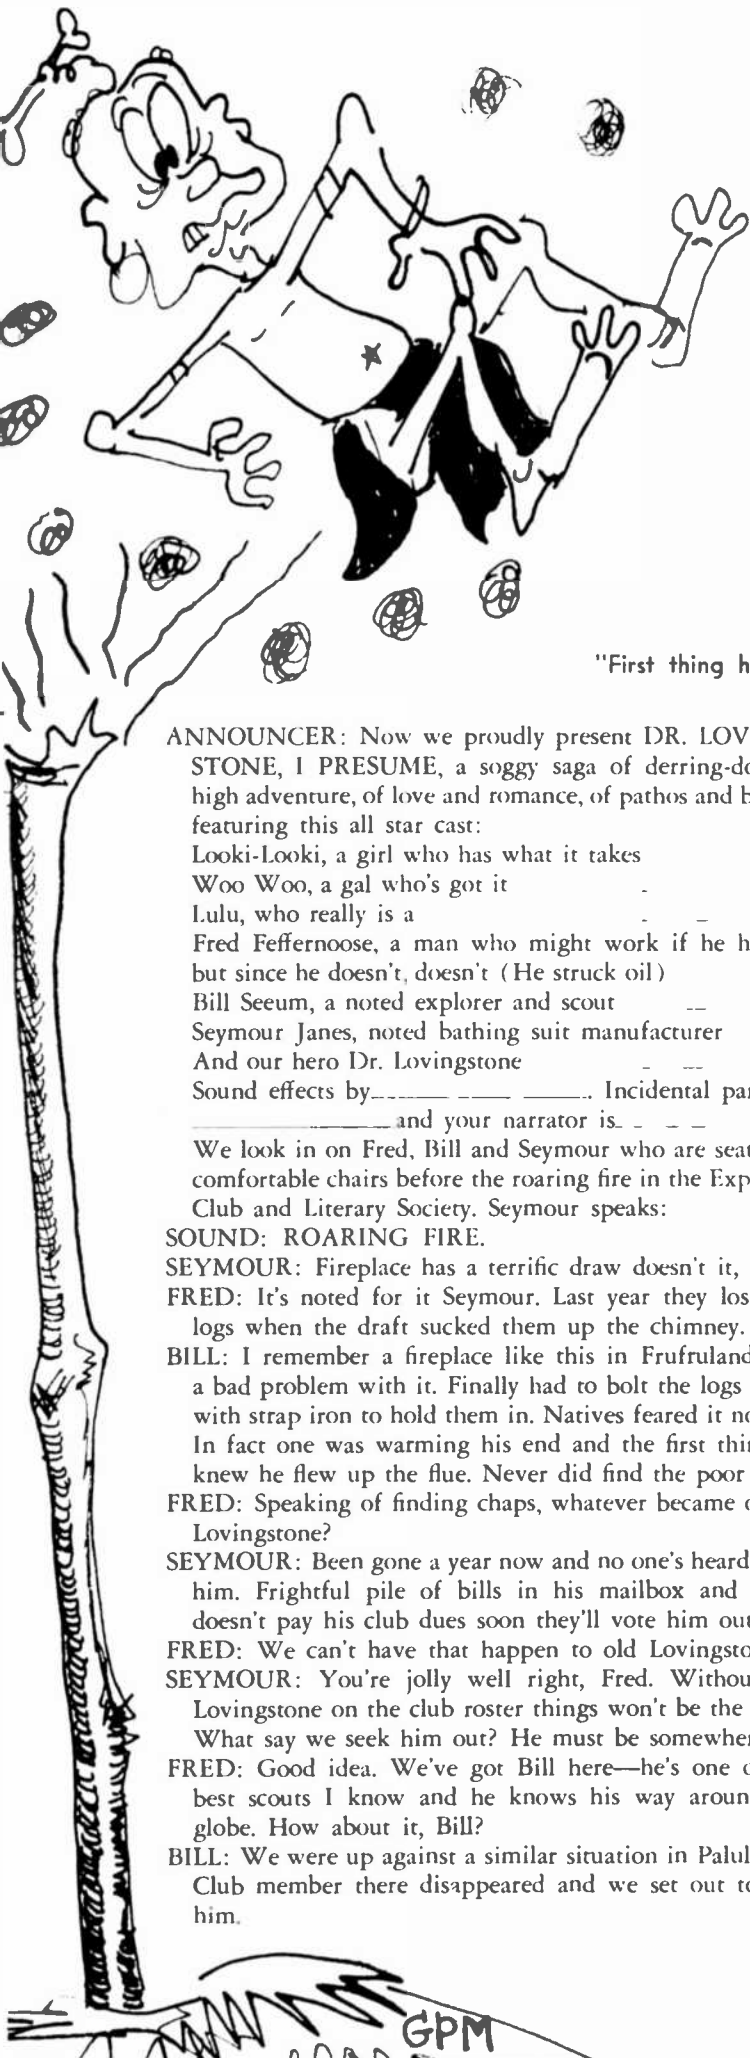 "First thing h
ANNOUNCER: Now we proudly present DR. LOV
STONE, I PRESUME, a soggy saga of derring-do
high adventure, of love and romance, of pathos and b
featuring this all star cast:
Looki-Looki, a girl who has what it takes
Woo Woo, a gal who's got it
Lulu, who really is a
Fred Feffernoose, a man who might work if he h
but since he doesn't, doesn't (He struck oil)
Bill Seeum, a noted explorer and scout
Seymour Janes, noted bathing suit manufacturer
And our hero Dr. Lovingstone
Sound effects by__________. Incidental par
__________and your narrator is_ _ _ _
We look in on Fred, Bill and Seymour who are seat
comfortable chairs before the roaring fire in the Exp
Club and Literary Society. Seymour speaks:
SOUND: ROARING FIRE.
SEYMOUR: Fireplace has a terrific draw doesn't it,
FRED: It's noted for it Seymour. Last year they los
logs when the draft sucked them up the chimney.
BILL: I remember a fireplace like this in Frufruland
a bad problem with it. Finally had to bolt the logs
with strap iron to hold them in. Natives feared it no
In fact one was warming his end and the first thin
knew he flew up the flue. Never did find the poor
FRED: Speaking of finding chaps, whatever became o
Lovingstone?
SEYMOUR: Been gone a year now and no one's heard
him. Frightful pile of bills in his mailbox and
doesn't pay his club dues soon they'll vote him out
FRED: We can't have that happen to old Lovingsto
SEYMOUR: You're jolly well right, Fred. Withou
Lovingstone on the club roster things won't be the
What say we seek him out? He must be somewher
FRED: Good idea. We've got Bill here—he's one o
best scouts I know and he knows his way aroun
globe. How about it, Bill?
BILL: We were up against a similar situation in Palul
Club member there disappeared and we set out to
him.
GPM